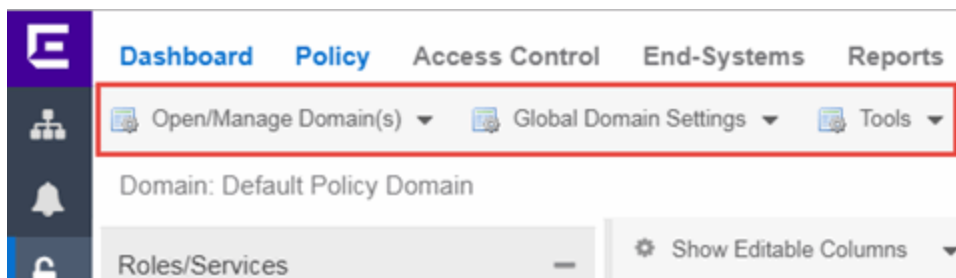 Dashboard Policy Access Control End-Systems Reports
Open/Manage Domain(s) Global Domain Settings Tools
Domain: Default Policy Domain
Roles/Services
Show Editable Columns